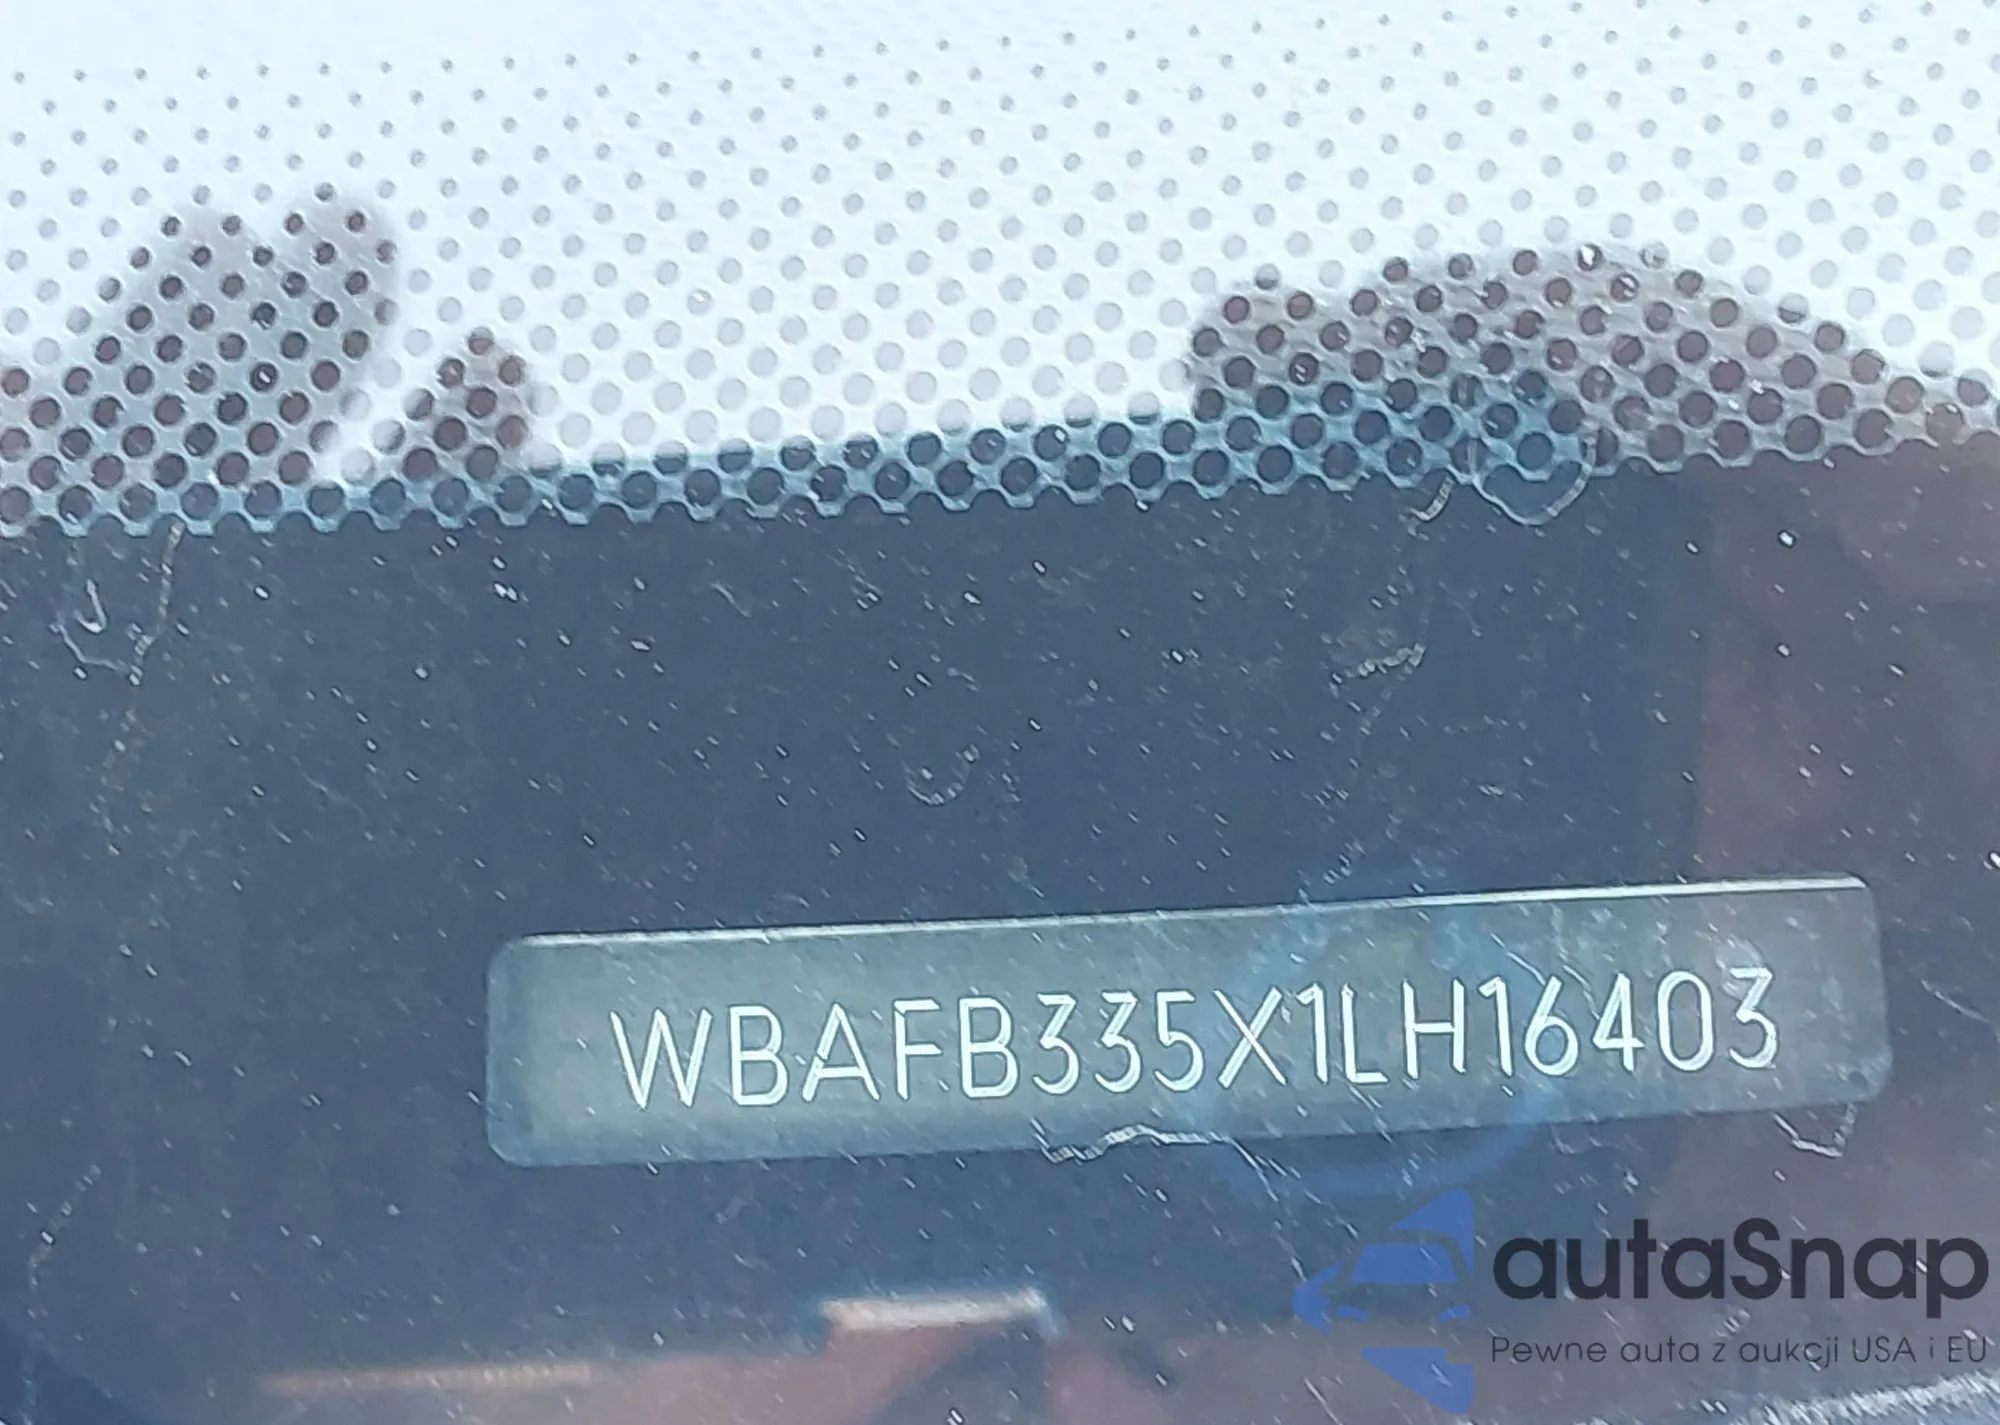 WBAFB335X1LH16403
autaSnap
Pewne auta z aukcji USA i EU